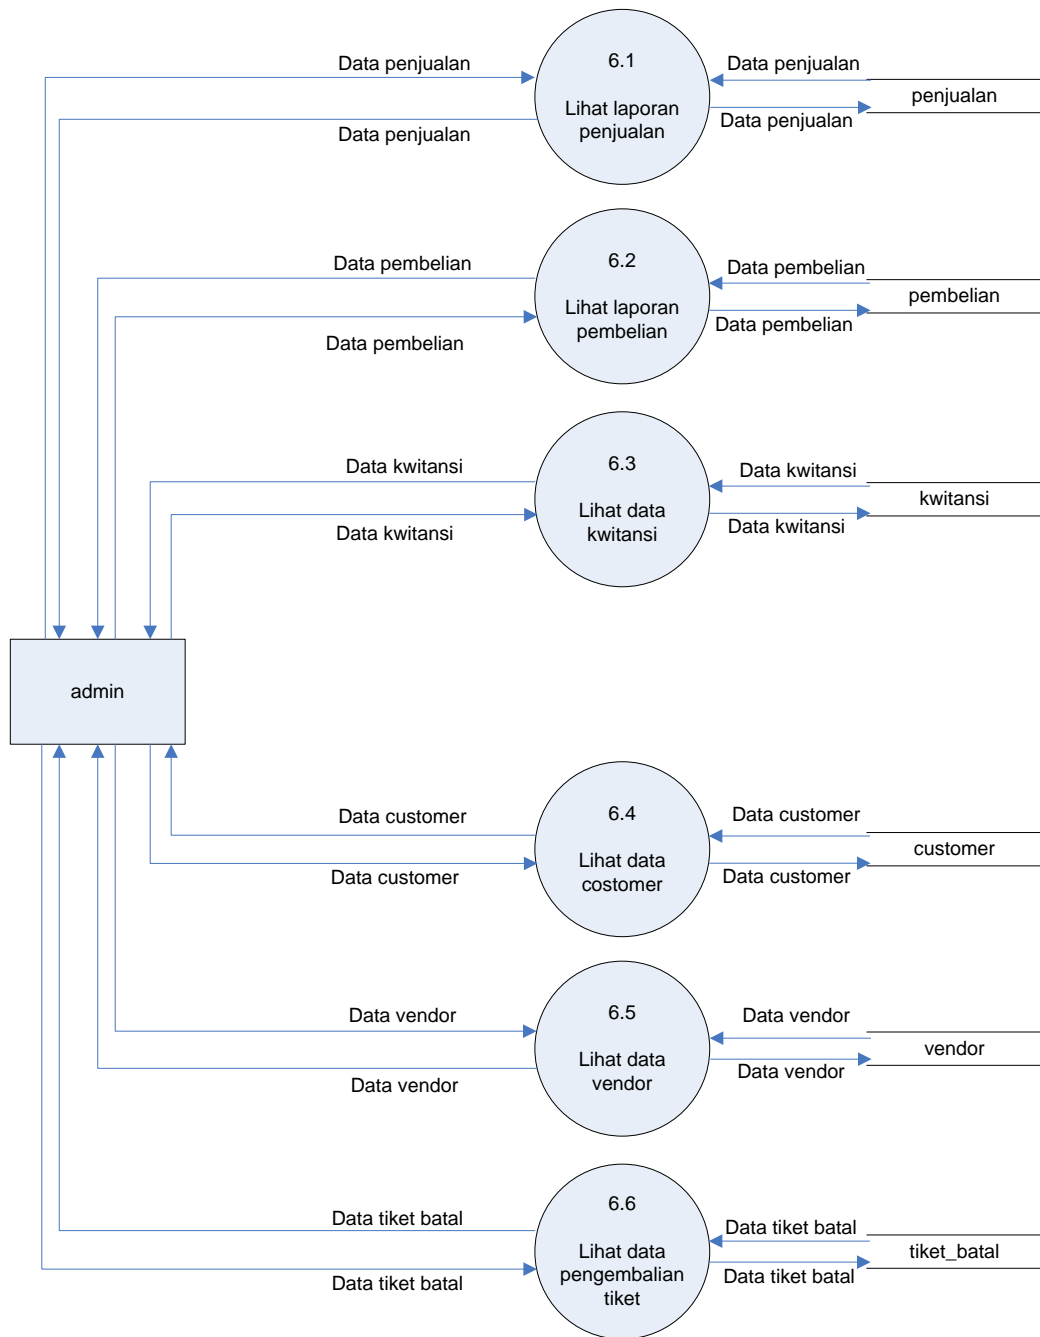 Data penjualan
6.1
Data penjualan
penjualan
Lihat laporan
penjualan
Data penjualan
Data penjualan
Data pembelian
6.2
Data pembelian
pembelian
Lihat laporan
pembelian
Data pembelian
Data pembelian
Data kwitansi
6.3
Data kwitansi
kwitansi
Lihat data
kwitansi
Data kwitansi
Data kwitansi
admin
Data customer
6.4
Data customer
customer
Lihat data
costomer
Data customer
Data customer
Data vendor
6.5
Data vendor
vendor
Lihat data
vendor
Data vendor
Data vendor
Data tiket batal
6.6
Data tiket batal
tiket_batal
Lihat data
pengembalian
tiket
Data tiket batal
Data tiket batal